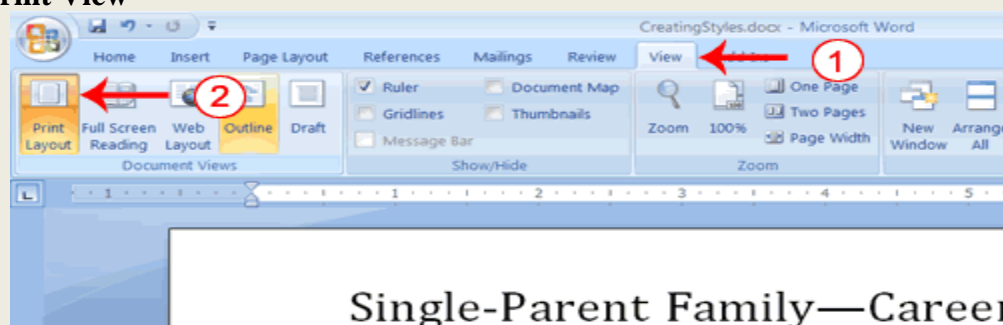 View
CreatingStyles.docx - Microsoft Word
Home Insert Page Layout References Mailings Review View
1
2
Ruler Document Map One Page
Gridlines Thumbnails Two Pages
Message Bar Page Width
Print Layout Full Screen Reading Web Layout Outline Draft Zoom 100% New Window Arrange All
Document Views Show/Hide Zoom
L 1 1 2 3 4 5
Single-Parent Family—Career